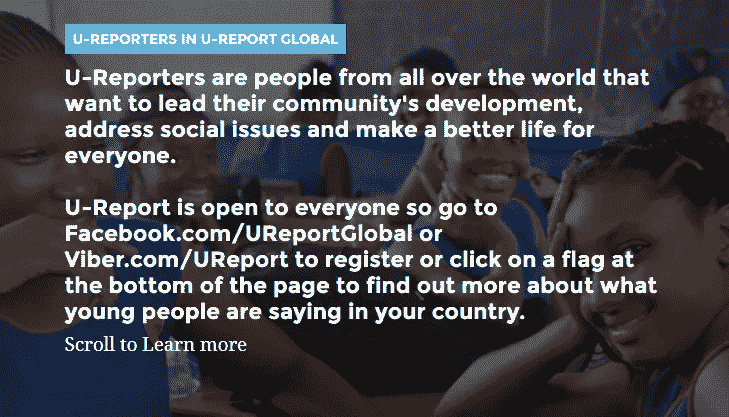 U-REPORTERS IN U-REPORT GLOBAL
U-Reporters are people from all over the world that
want to lead their community's development,
address social issues and make a better life for
everyone.
U-Report is open to everyone so go to
Facebook.com/UReportGlobal or
Viber.com/UReport to register or click on a flag at
the bottom of the page to find out more about what
young people are saying in your country.
Scroll to Learn more